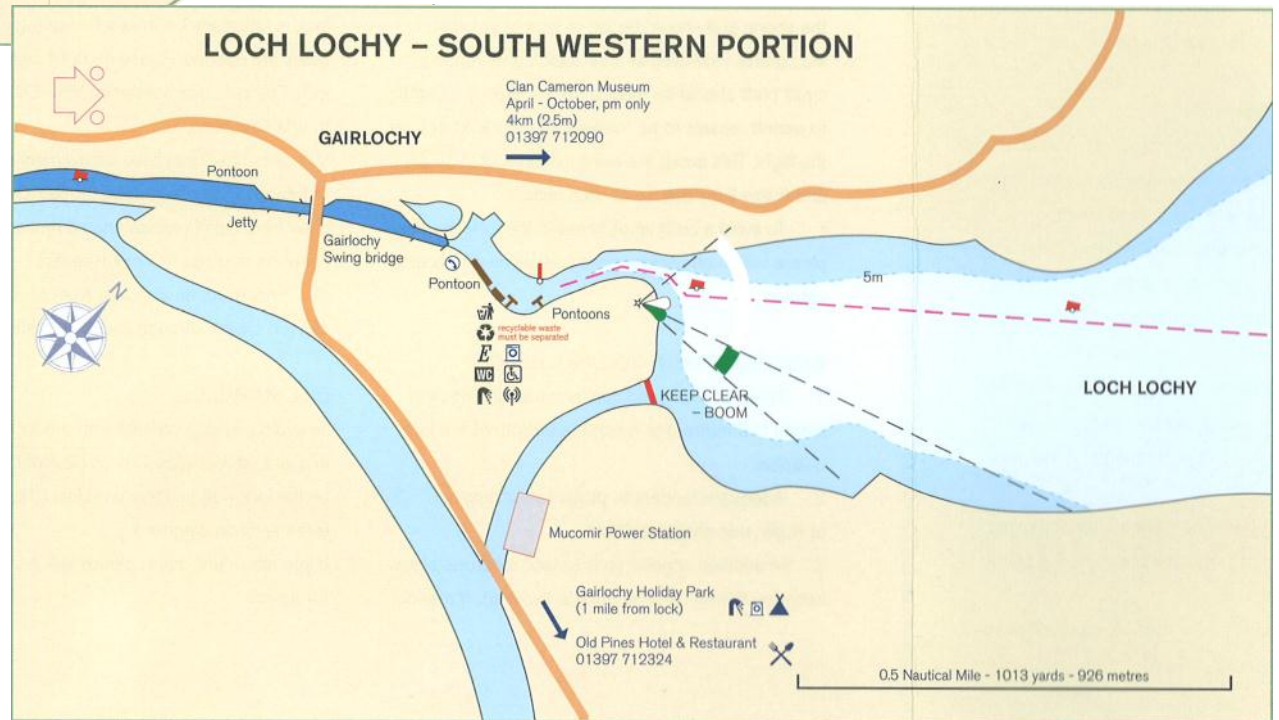 LOCH LOCHY – SOUTH WESTERN PORTION
Clan Cameron Museum
April - October, pm only
4km (2.5m)
01397 712090
GAIRLOCHY
Pontoon
Jetty
Gairlochy
Swing bridge
N
Pontoon
Pontoons
recyclable waste
must be separated
E
WC
5m
KEEP CLEAR
– BOOM
LOCH LOCHY
Mucomir Power Station
Gairlochy Holiday Park
(1 mile from lock)
Old Pines Hotel & Restaurant
01397 712324
0.5 Nautical Mile - 1013 yards - 926 metres